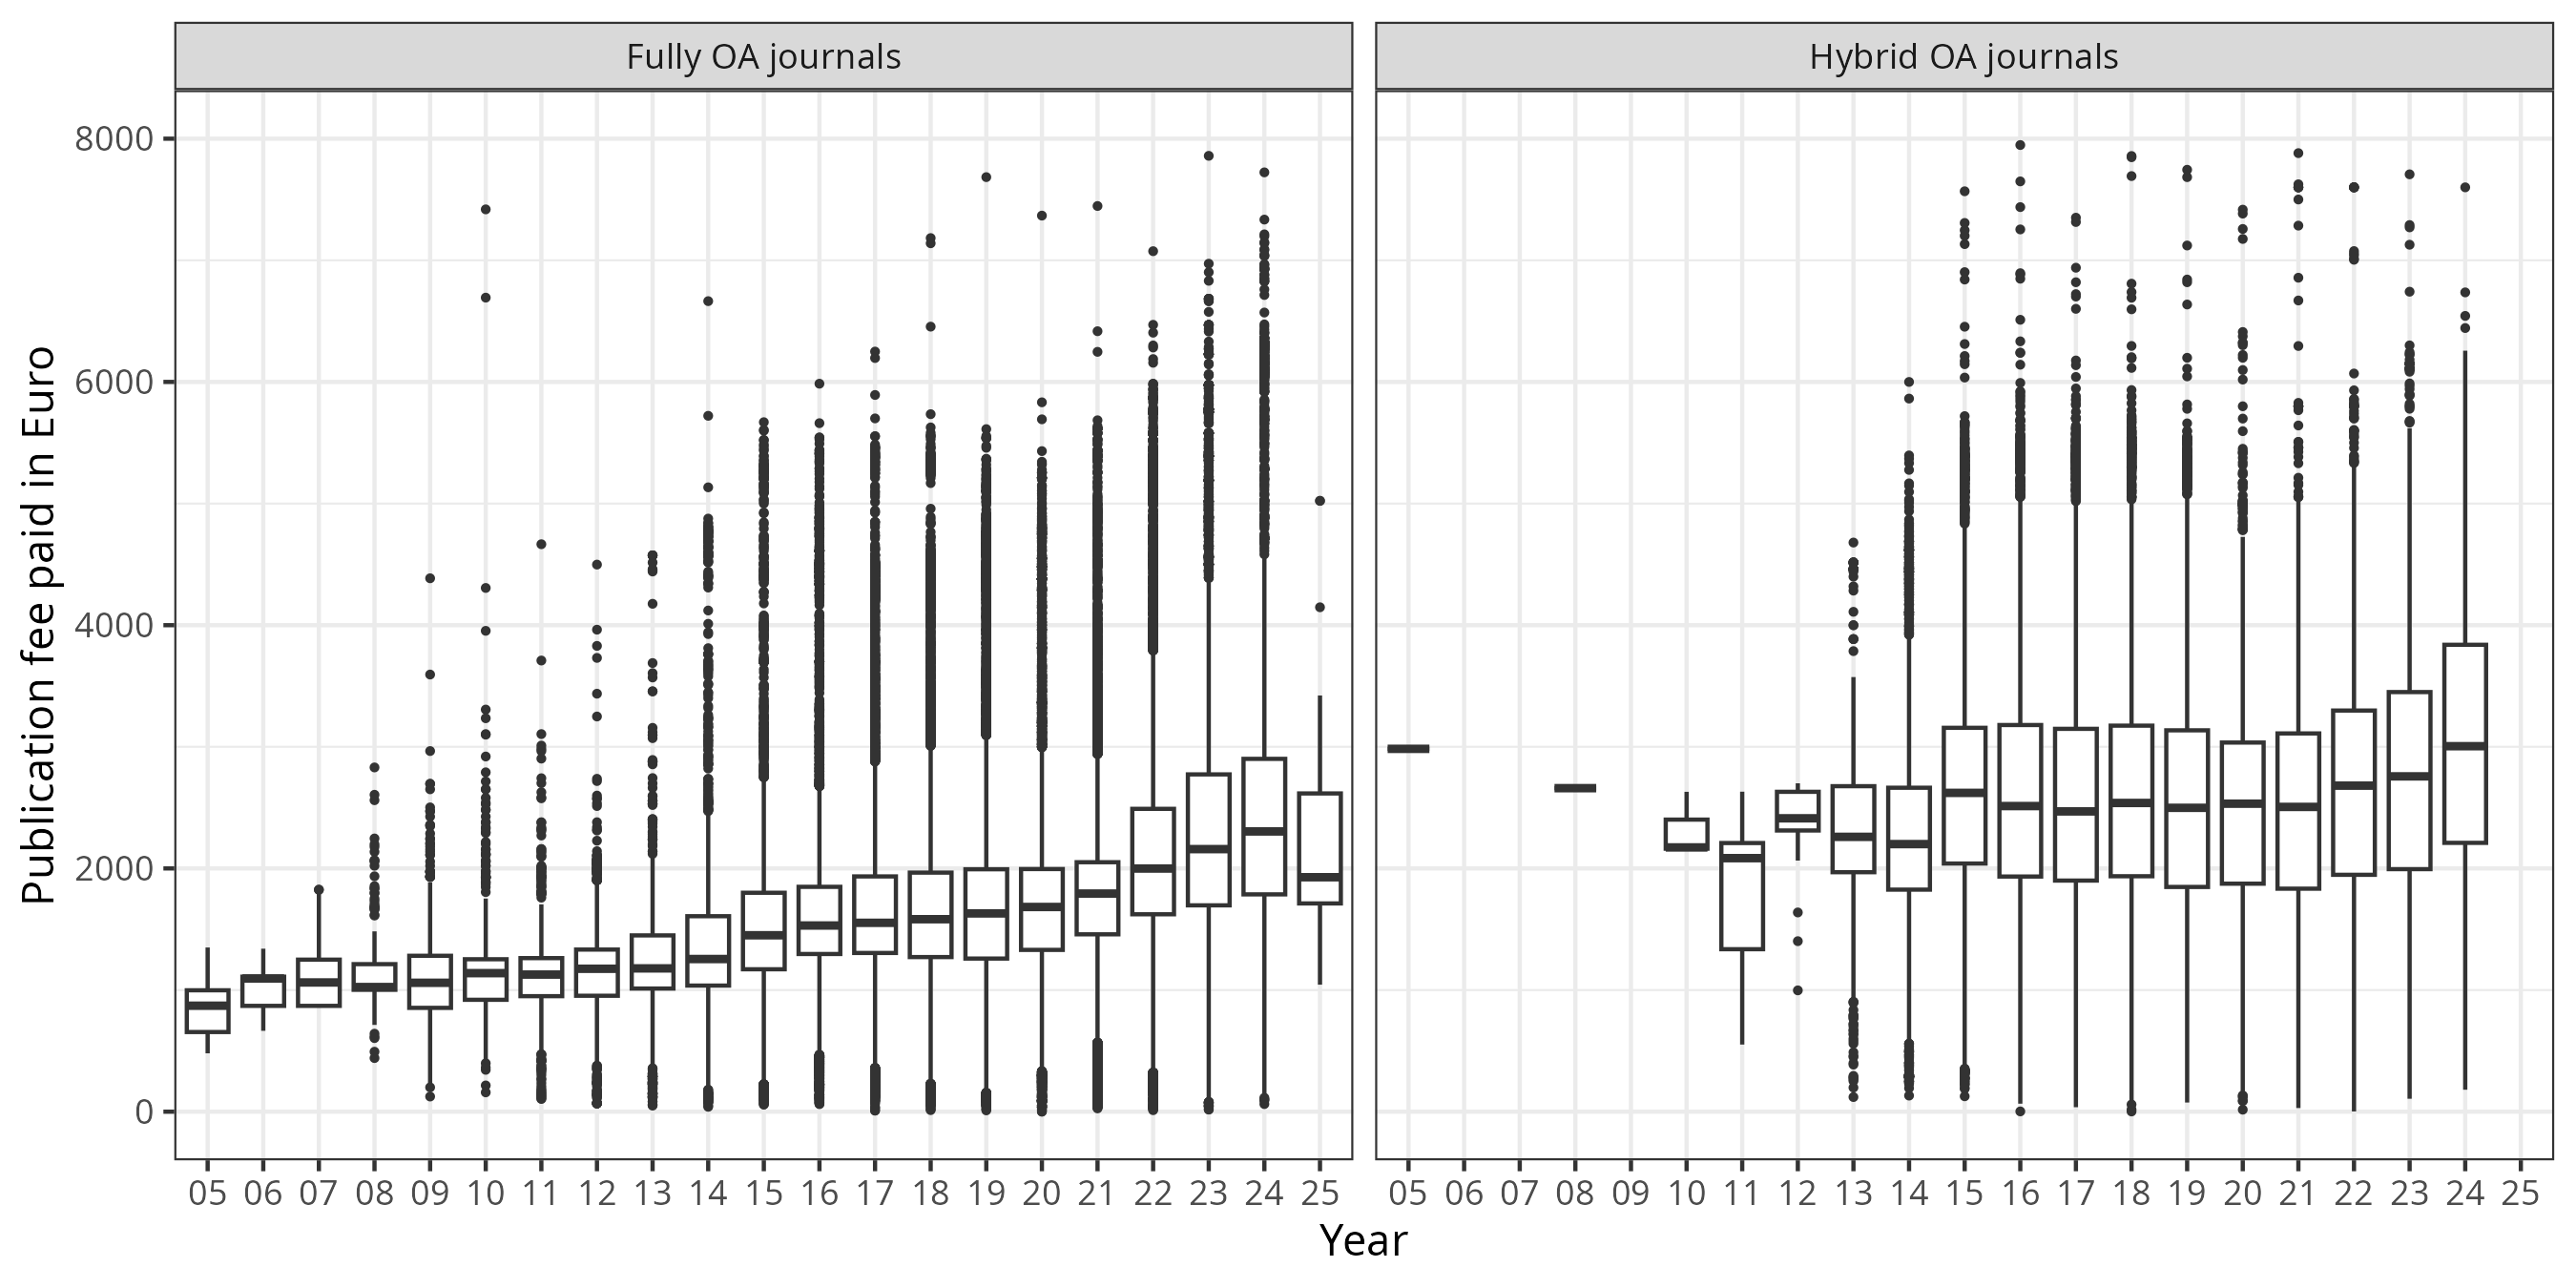 Fully OA journals
Hybrid OA journals
Publication fee paid in Euro
8000
6000
4000
2000
0
05 06 07 08 09 10 11 12 13 14 15 16 17 18 19 20 21 22 23 24 25
05 06 07 08 09 10 11 12 13 14 15 16 17 18 19 20 21 22 23 24 25
Year